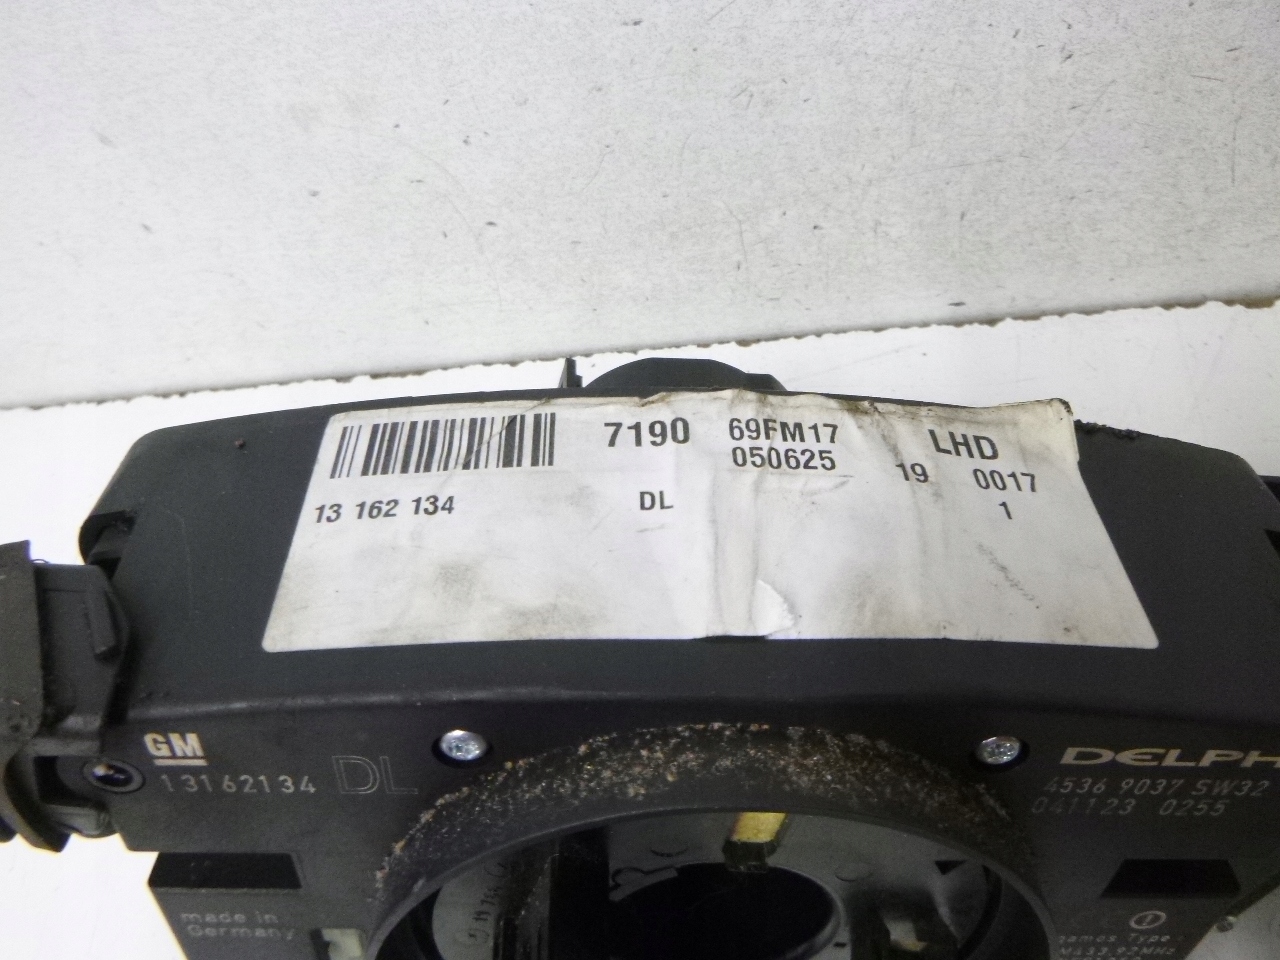 7190 69FM17 LHD
050625 19 0017
13 162 134 DL 1
GM
13162134 DL
DELPH
4536 9037 SW32
041123 0255
made in
Germany
Type